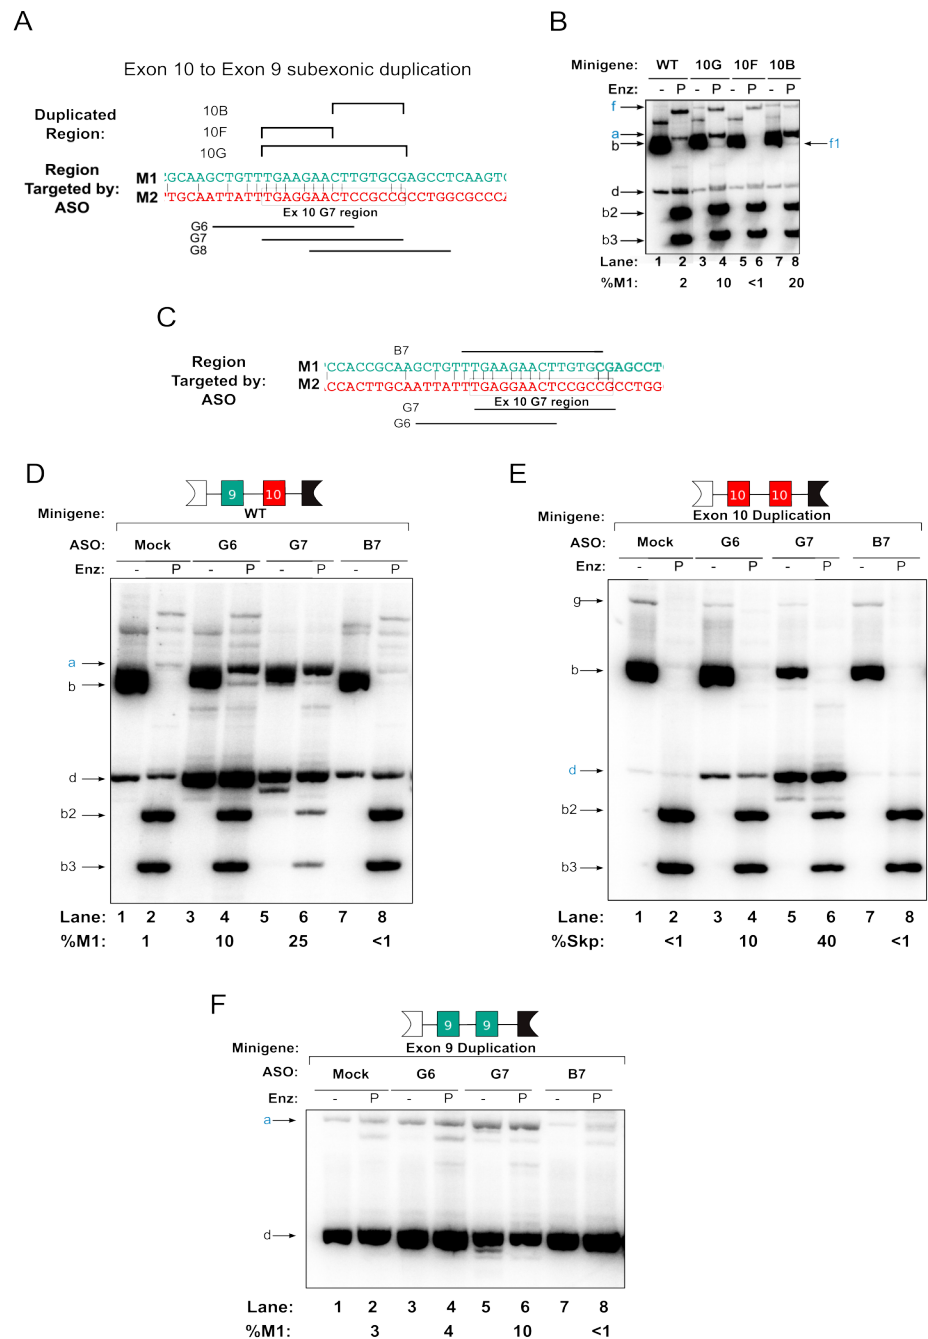 A
Exon 10 to Exon 9 subexonic duplication
Duplicated Region:
10B
10F
10G
Region Targeted by: ASO
M1 'GCAAGCTGTTTGAAGAACTTGTGCGAGCCTCAAGTC
M2 'TGCAATTATTTGAGGAACTCCGCCGCCTGGCGCCCA
Ex 10 G7 region
G6
G7
G8
B
Minigene: WT 10G 10F 10B
Enz: - P - P - P - P
f
a
b
f1
d
b2
b3
Lane: 1 2 3 4 5 6 7 8
%M1: 2 10 <1 20
C
B7
Region Targeted by: ASO
M1 'CCACCGCAAGCTGTTTGAAGAACTTGTGCGAGCCT
M2 .CCACTTGCAATTATTTGAGGAACTCCGCCGCCTGG
Ex 10 G7 region
G7
G6
D
9 10
Minigene: WT
ASO: Mock G6 G7 B7
Enz: - P - P - P - P
a
b
d
b2
b3
Lane: 1 2 3 4 5 6 7 8
%M1: 1 10 25 <1
E
10 10
Minigene: Exon 10 Duplication
ASO: Mock G6 G7 B7
Enz: - P - P - P - P
g
b
d
b2
b3
Lane: 1 2 3 4 5 6 7 8
%Skp: <1 10 40 <1
F
9 9
Minigene: Exon 9 Duplication
ASO: Mock G6 G7 B7
Enz: - P - P - P - P
a
d
Lane: 1 2 3 4 5 6 7 8
%M1: 3 4 10 <1